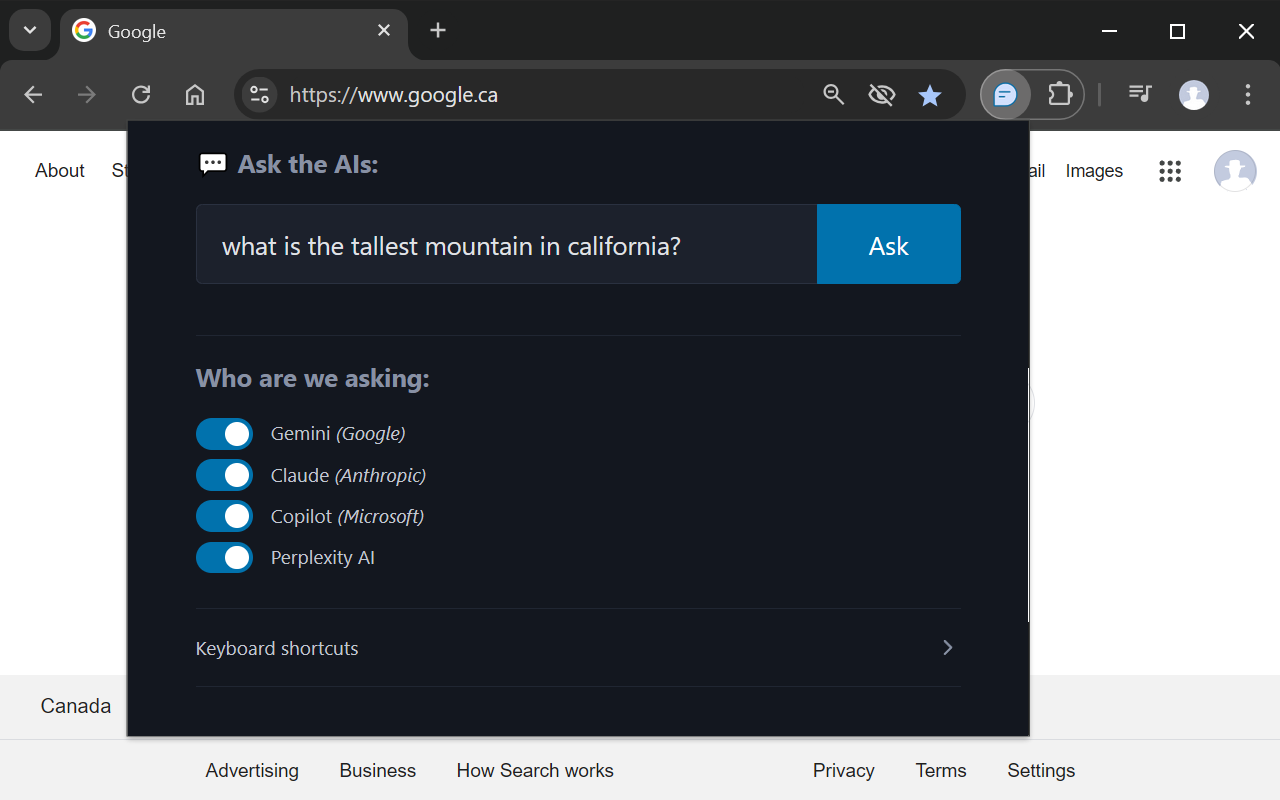 Google
https://www.google.ca
About
Images
💬 Ask the AIs:
what is the tallest mountain in california?
Ask
Who are we asking:
Gemini (Google)
Claude (Anthropic)
Copilot (Microsoft)
Perplexity AI
Keyboard shortcuts
Canada
Advertising Business How Search works Privacy Terms Settings